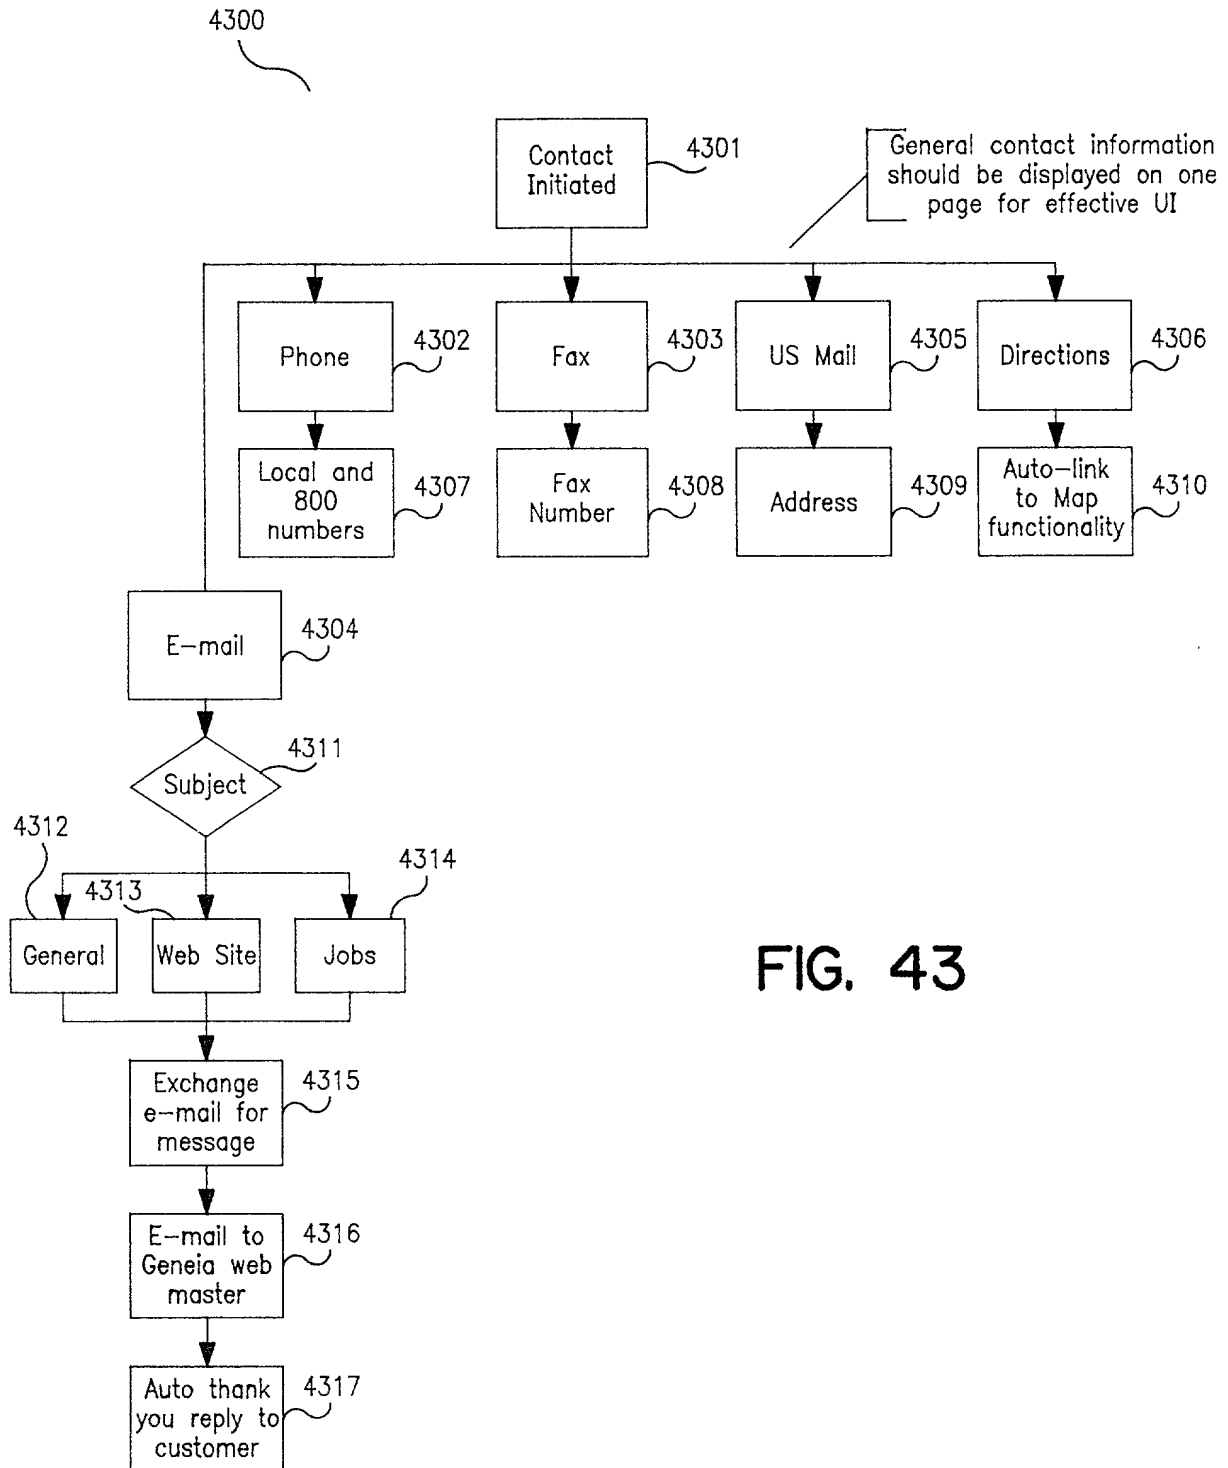 4300
Contact
Initiated
4301
General contact information
should be displayed on one
page for effective UI
Phone
4302
Fax
4303
US Mail
4305
Directions
4306
Local and
800
numbers
4307
Fax
Number
4308
Address
4309
Auto-link
to Map
functionality
4310
E-mail
4304
Subject
4311
4312
4313
4314
General
Web Site
Jobs
FIG. 43
Exchange
e-mail for
message
4315
E-mail to
Geneia web
master
4316
Auto thank
you reply to
customer
4317